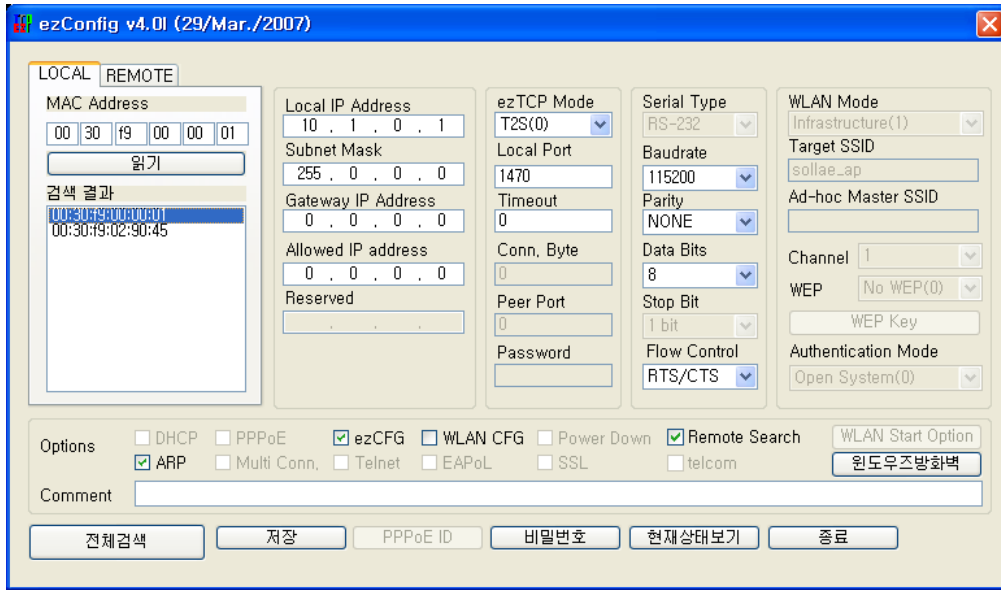 ezConfig v4.0I (29/Mar./2007)
LOCAL
REMOTE
MAC Address
00 30 f9 00 00 01
읽기
검색 결과
00:30:f9:00:00:01
00:30:f9:02:90:45
Local IP Address
10 . 1 . 0 . 1
Subnet Mask
255 . 0 . 0 . 0
Gateway IP Address
0 . 0 . 0 . 0
Allowed IP address
0 . 0 . 0 . 0
Reserved
. . .
ezTCP Mode
T2S(0)
Local Port
1470
Timeout
0
Conn, Byte
0
Peer Port
0
Password
Serial Type
RS-232
Baudrate
115200
Parity
NONE
Data Bits
8
Stop Bit
1 bit
Flow Control
RTS/CTS
WLAN Mode
Infrastructure(1)
Target SSID
sollae_ap
Ad-hoc Master SSID
Channel 1
WEP No WEP(0)
WEP Key
Authentication Mode
Open System(0)
Options
DHCP PPPoE ezCFG WLAN CFG Power Down Remote Search WLAN Start Option
ARP Multi Conn, Telnet EAPoL SSL telcom 윈도우즈방화벽
Comment
전체검색 저장 PPPoE ID 비밀번호 현재상태보기 종료